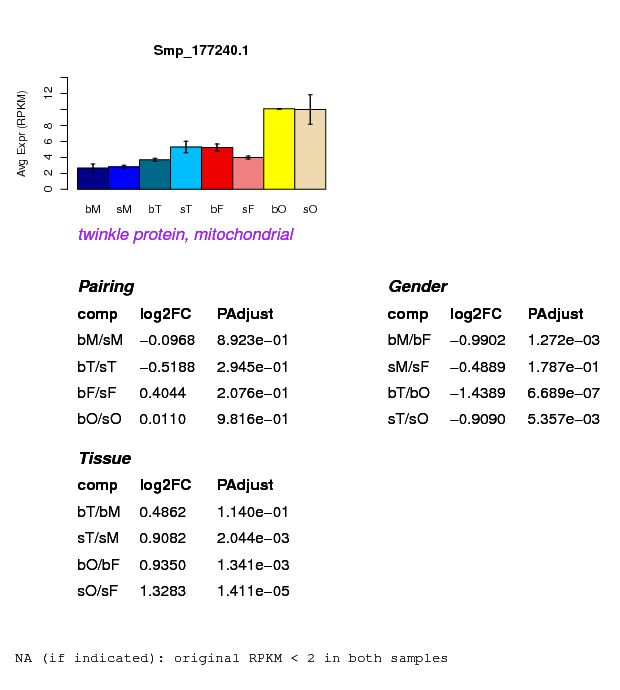 Smp_177240.1
Avg Expr (RPKM)
0 2 4 6 8 12
bM sM bT sT bF sF bO sO
twinkle protein, mitochondrial
Pairing
comp log2FC PAdjust
bM/sM −0.0968 8.923e−01
bT/sT −0.5188 2.945e−01
bF/sF 0.4044 2.076e−01
bO/sO 0.0110 9.816e−01
Gender
comp log2FC PAdjust
bM/bF −0.9902 1.272e−03
sM/sF −0.4889 1.787e−01
bT/bO −1.4389 6.689e−07
sT/sO −0.9090 5.357e−03
Tissue
comp log2FC PAdjust
bT/bM 0.4862 1.140e−01
sT/sM 0.9082 2.044e−03
bO/bF 0.9350 1.341e−03
sO/sF 1.3283 1.411e−05
NA (if indicated): original RPKM < 2 in both samples